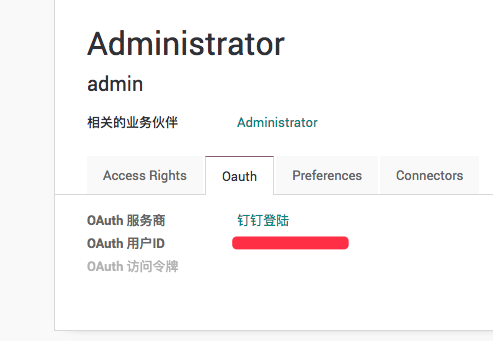 Administrator
admin
相关的业务伙伴 Administrator
Access Rights Oauth Preferences Connectors
OAuth 服务商 钉钉登陆
OAuth 用户ID
OAuth 访问令牌